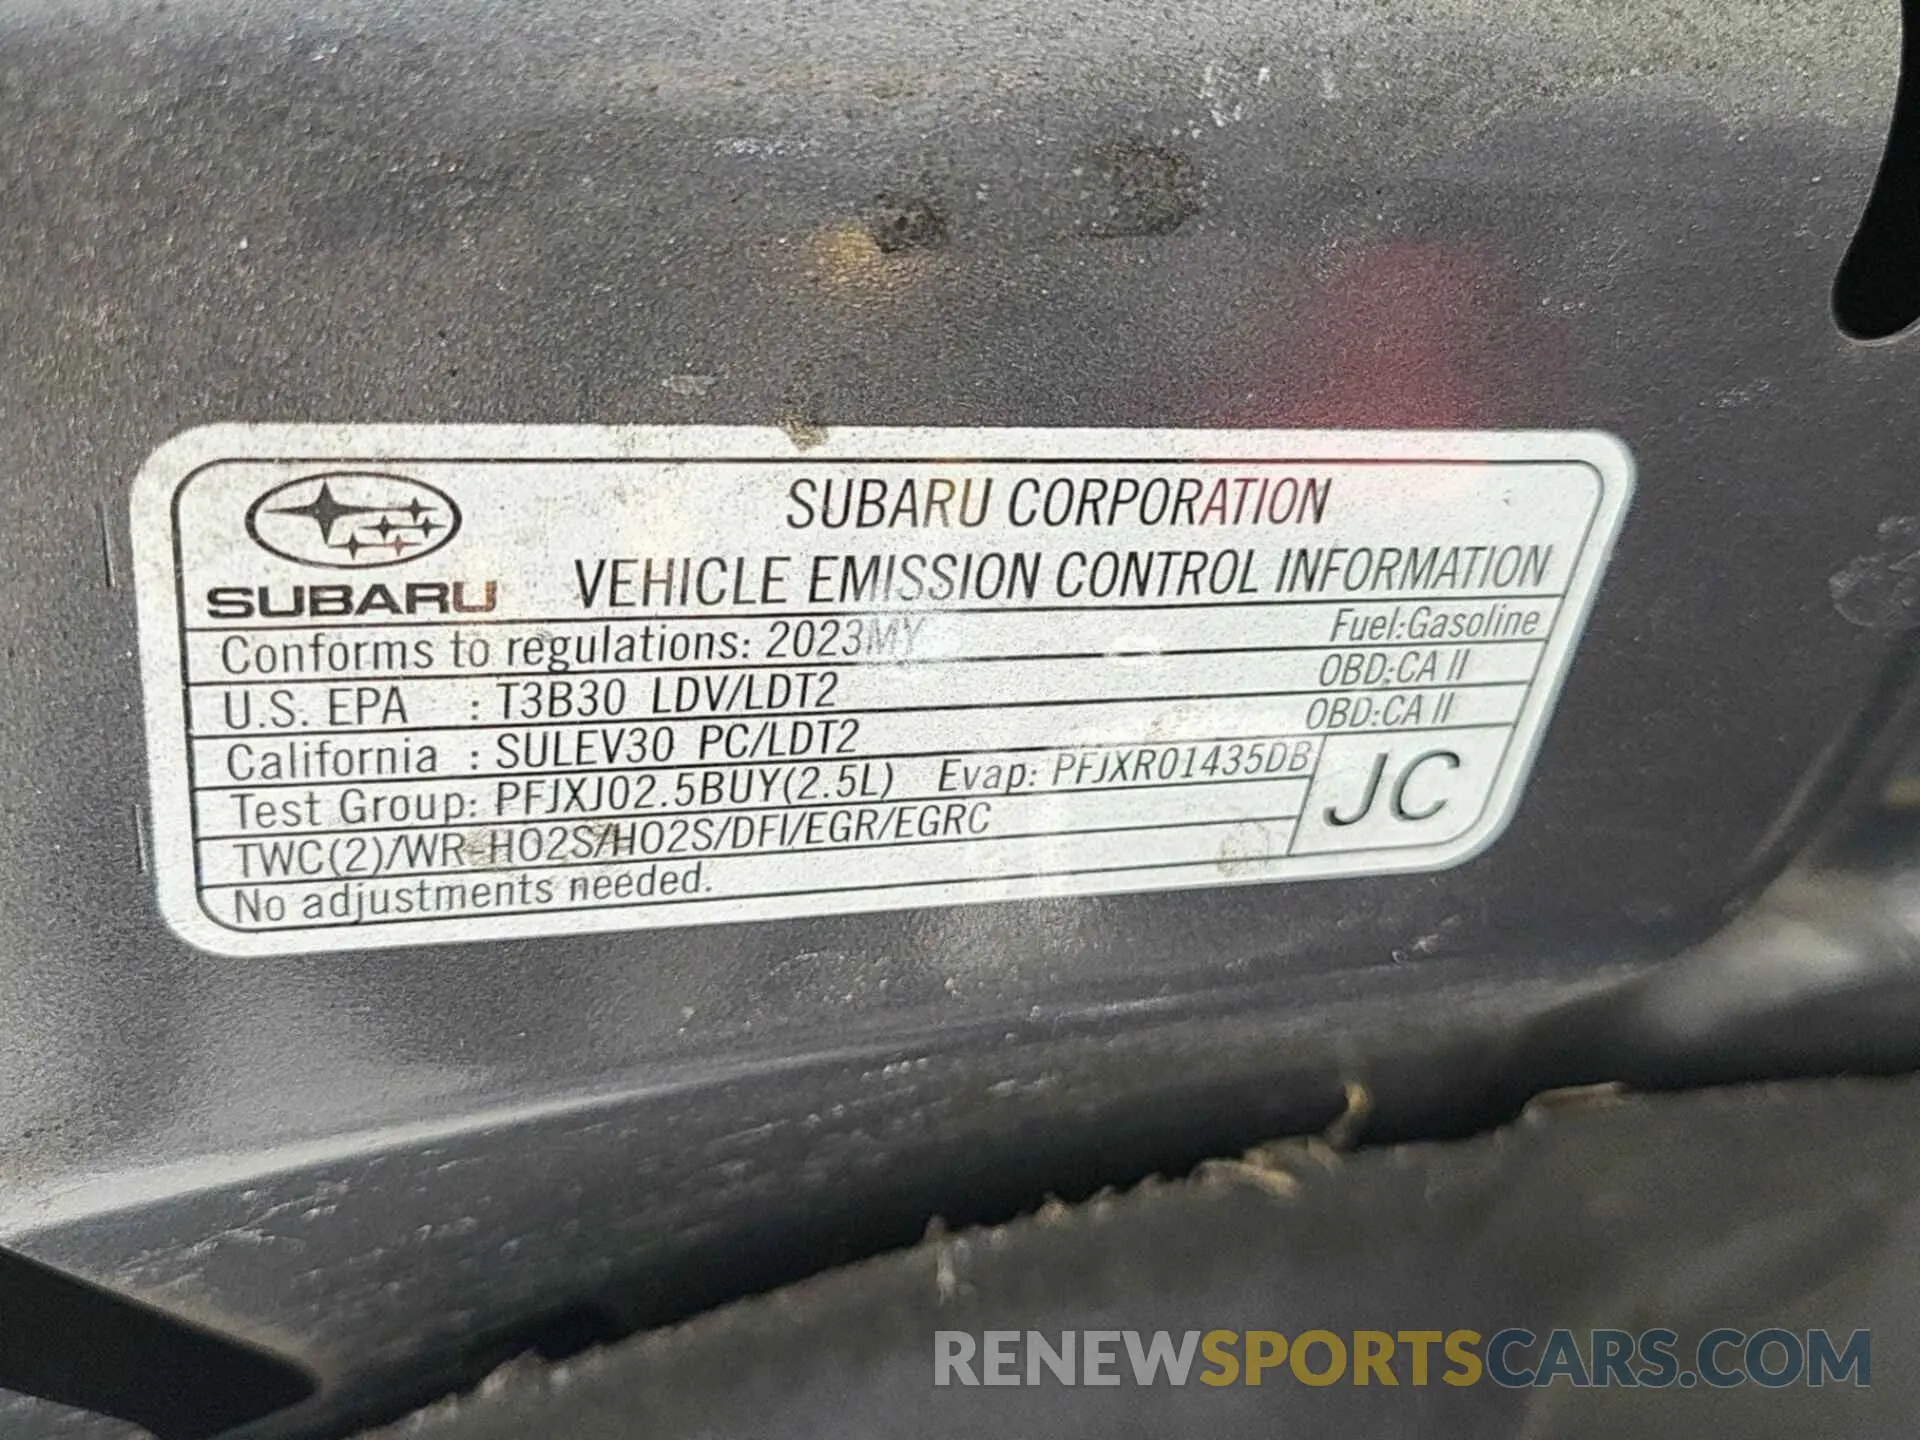 SUBARU CORPORATION
SUBARU VEHICLE EMISSION CONTROL INFORMATION
Conforms to regulations: 2023MY Fuel:Gasoline
U.S. EPA : T3B30 LDV/LDT2 OBD:CA II
California : SULEV30 PC/LDT2 OBD:CA II
Test Group: PFJXJ02.5BUY(2.5L) Evap: PFJXR01435DB
TWC(2)/WR-HO2S/HO2S/DFI/EGR/EGRC
JC
No adjustments needed.
RENEWSPORTSCARS.COM